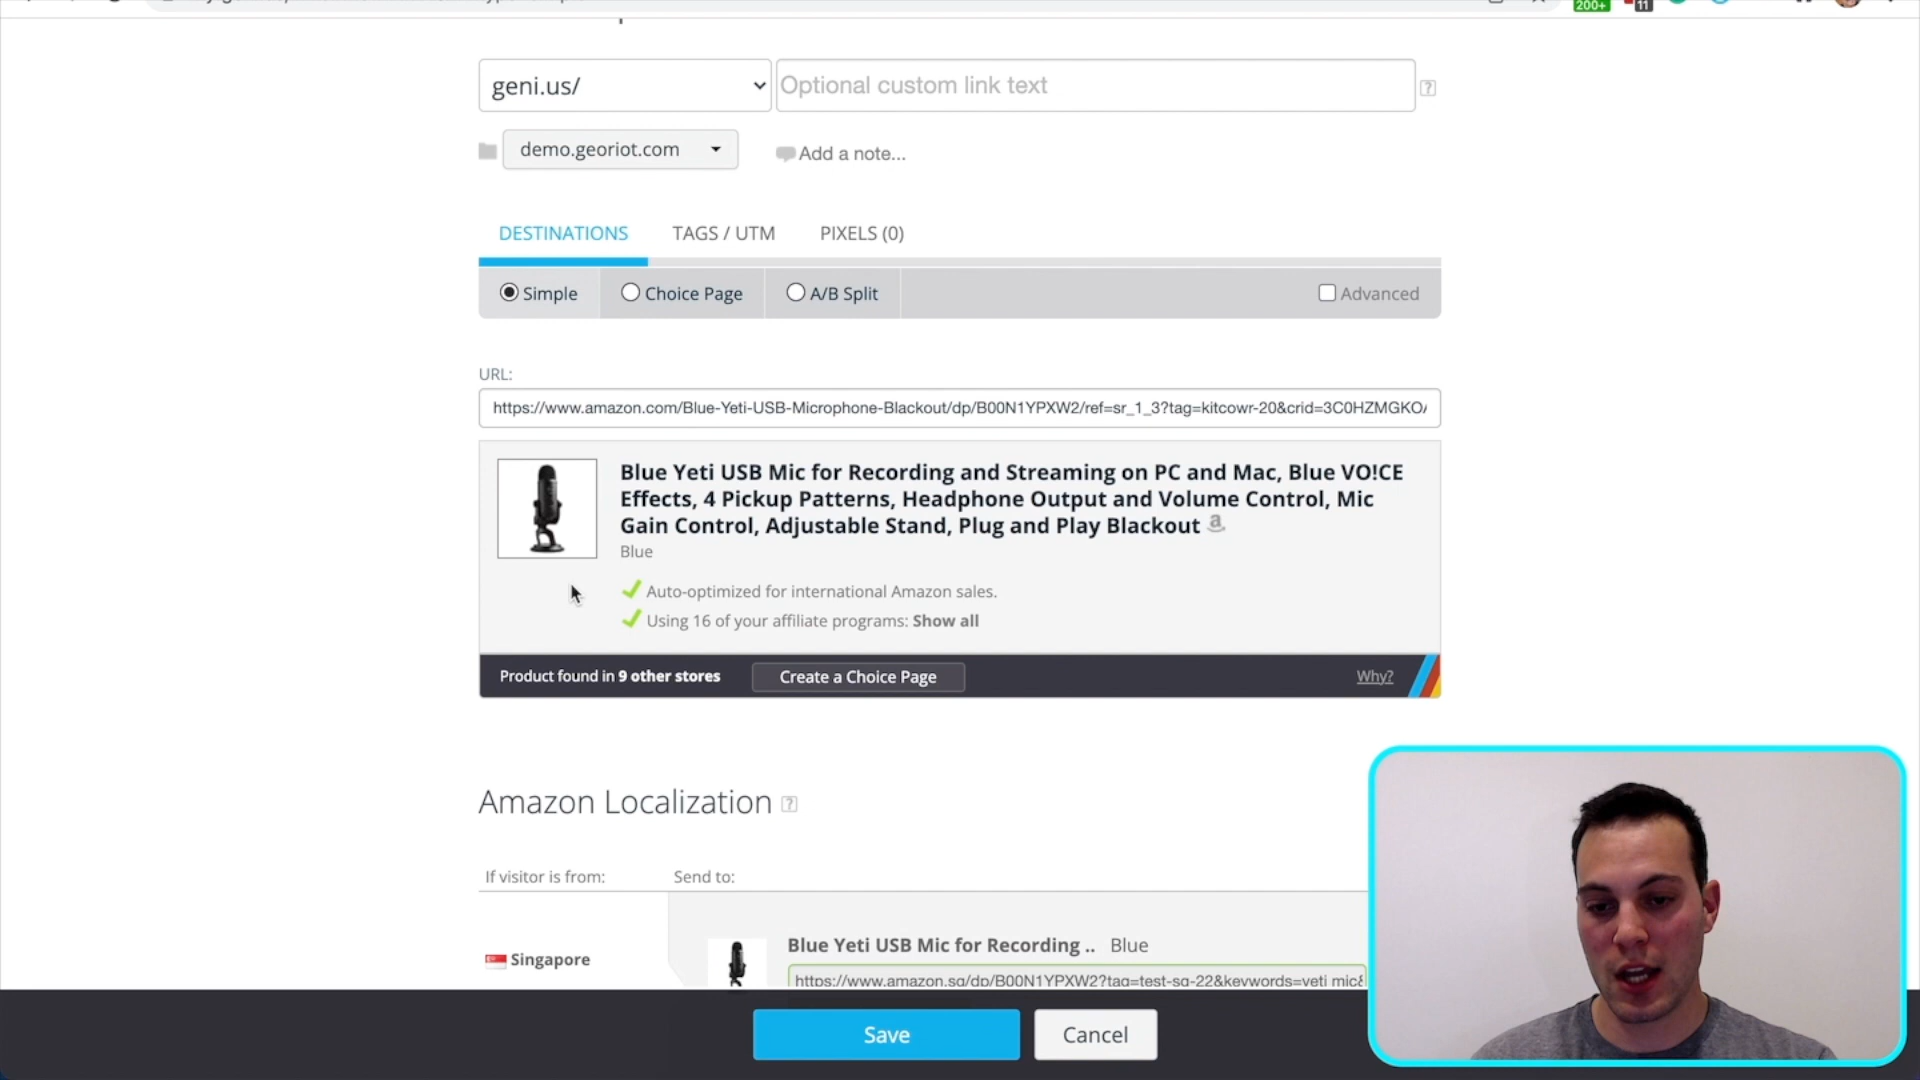 200+
11
geni.us/
Optional custom link text
?
demo.georiot.com
Add a note...
DESTINATIONS
TAGS / UTM
PIXELS (0)
Simple
Choice Page
A/B Split
Advanced
URL:
https://www.amazon.com/Blue-Yeti-USB-Microphone-Blackout/dp/B00N1YPXW2/ref=sr_1_3?tag=kitcowr-20&crid=3C0HZMGKO
Blue Yeti USB Mic for Recording and Streaming on PC and Mac, Blue VO!CE
Effects, 4 Pickup Patterns, Headphone Output and Volume Control, Mic
Gain Control, Adjustable Stand, Plug and Play Blackout
Blue
Auto-optimized for international Amazon sales.
Using 16 of your affiliate programs: Show all
Product found in 9 other stores
Create a Choice Page
Why?
Amazon Localization
?
If visitor is from:
Send to:
Singapore
Blue Yeti USB Mic for Recording ..
Blue
https://www.amazon.sg/dp/B00N1YPXW2?tag=test-sg-22&keywords=yeti mic&
Save
Cancel